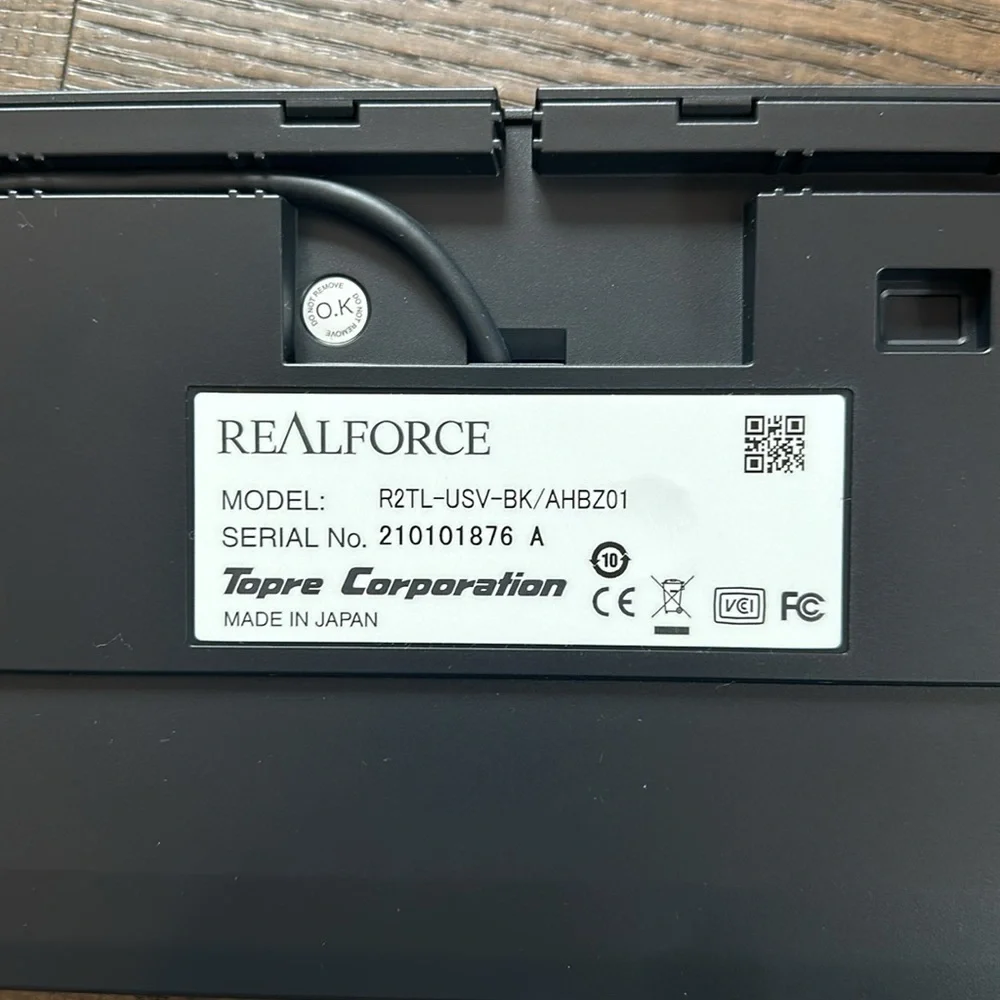 DO NOT REMOVE
O.K
DO NOT REMOVE
REALFORCE
MODEL: R2TL-USV-BK/AHBZ01
SERIAL No. 210101876 A
10
Topre Corporation
CE VCI FC
MADE IN JAPAN